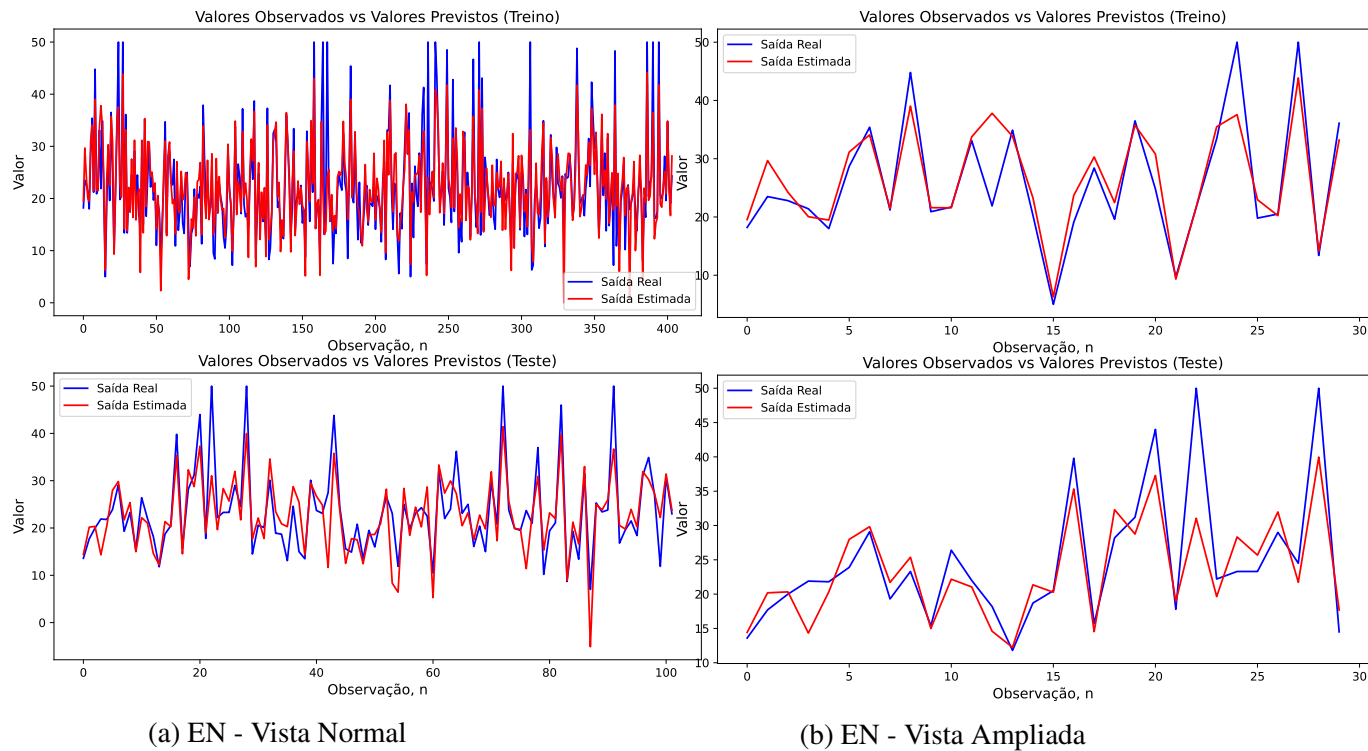 Valores Observados vs Valores Previstos (Treino)
Valor
50
40
30
20
10
0
Saída Real
Saída Estimada
0 50 100 150 200 250 300 350 400
Observação, n
Valores Observados vs Valores Previstos (Treino)
Valor
50
40
30
20
10
Saída Real
Saída Estimada
0 5 10 15 20 25 30
Observação, n
Valores Observados vs Valores Previstos (Teste)
Valor
50
40
30
20
10
0
Saída Real
Saída Estimada
0 20 40 60 80 100
Observação, n
Valores Observados vs Valores Previstos (Teste)
Valor
50
45
40
35
30
25
20
15
10
Saída Real
Saída Estimada
0 5 10 15 20 25 30
Observação, n
(a) EN - Vista Normal
(b) EN - Vista Ampliada